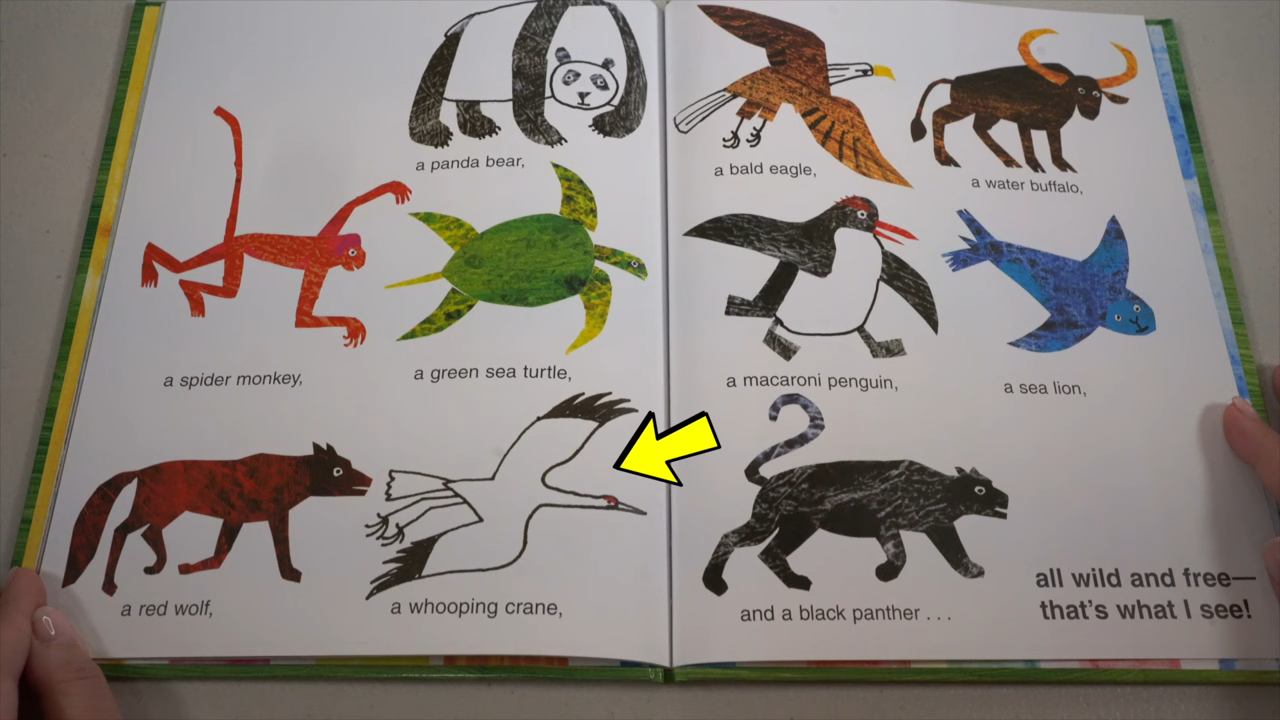 a panda bear,
a bald eagle,
a water buffalo,
a spider monkey,
a green sea turtle,
a macaroni penguin,
a sea lion,
a red wolf,
a whooping crane,
and a black panther . . .
all wild and free—
that's what I see!